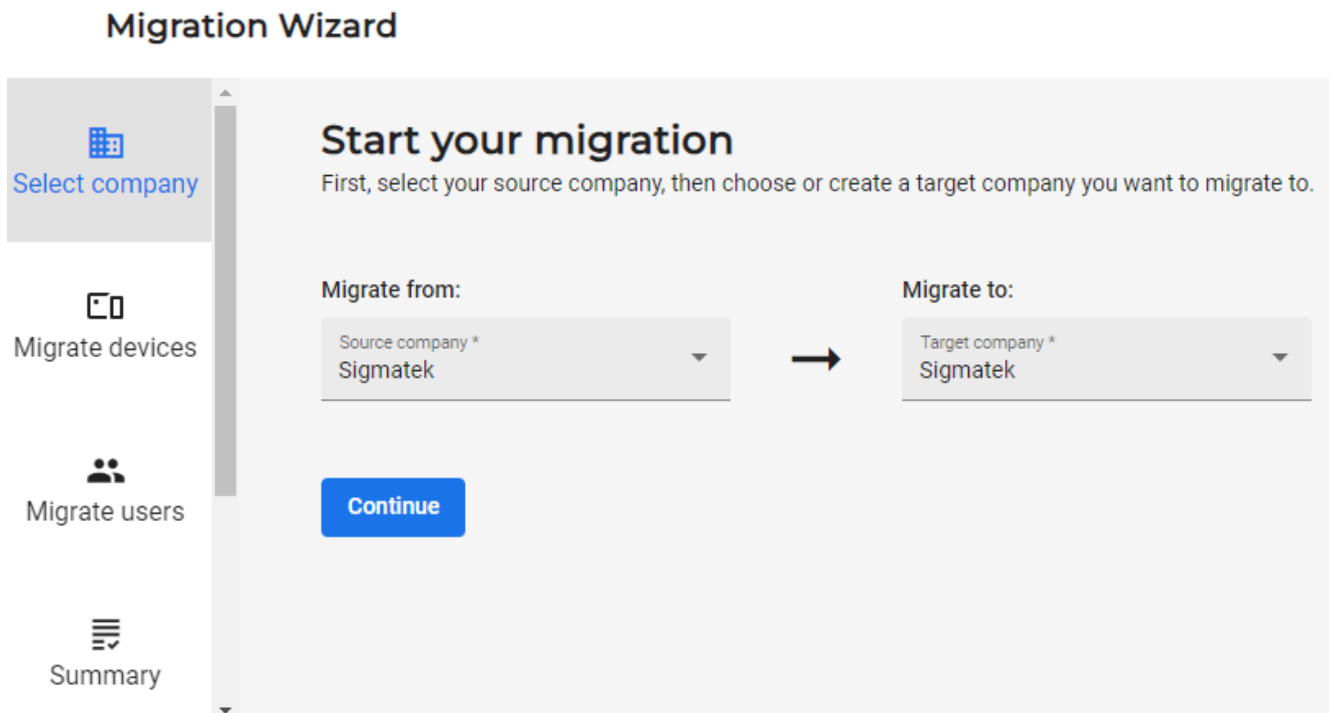 Migration Wizard
Select company
Migrate devices
Migrate users
Summary
Start your migration
First, select your source company, then choose or create a target company you want to migrate to.
Migrate from:
Source company *
Sigmatek
Migrate to:
Target company *
Sigmatek
Continue